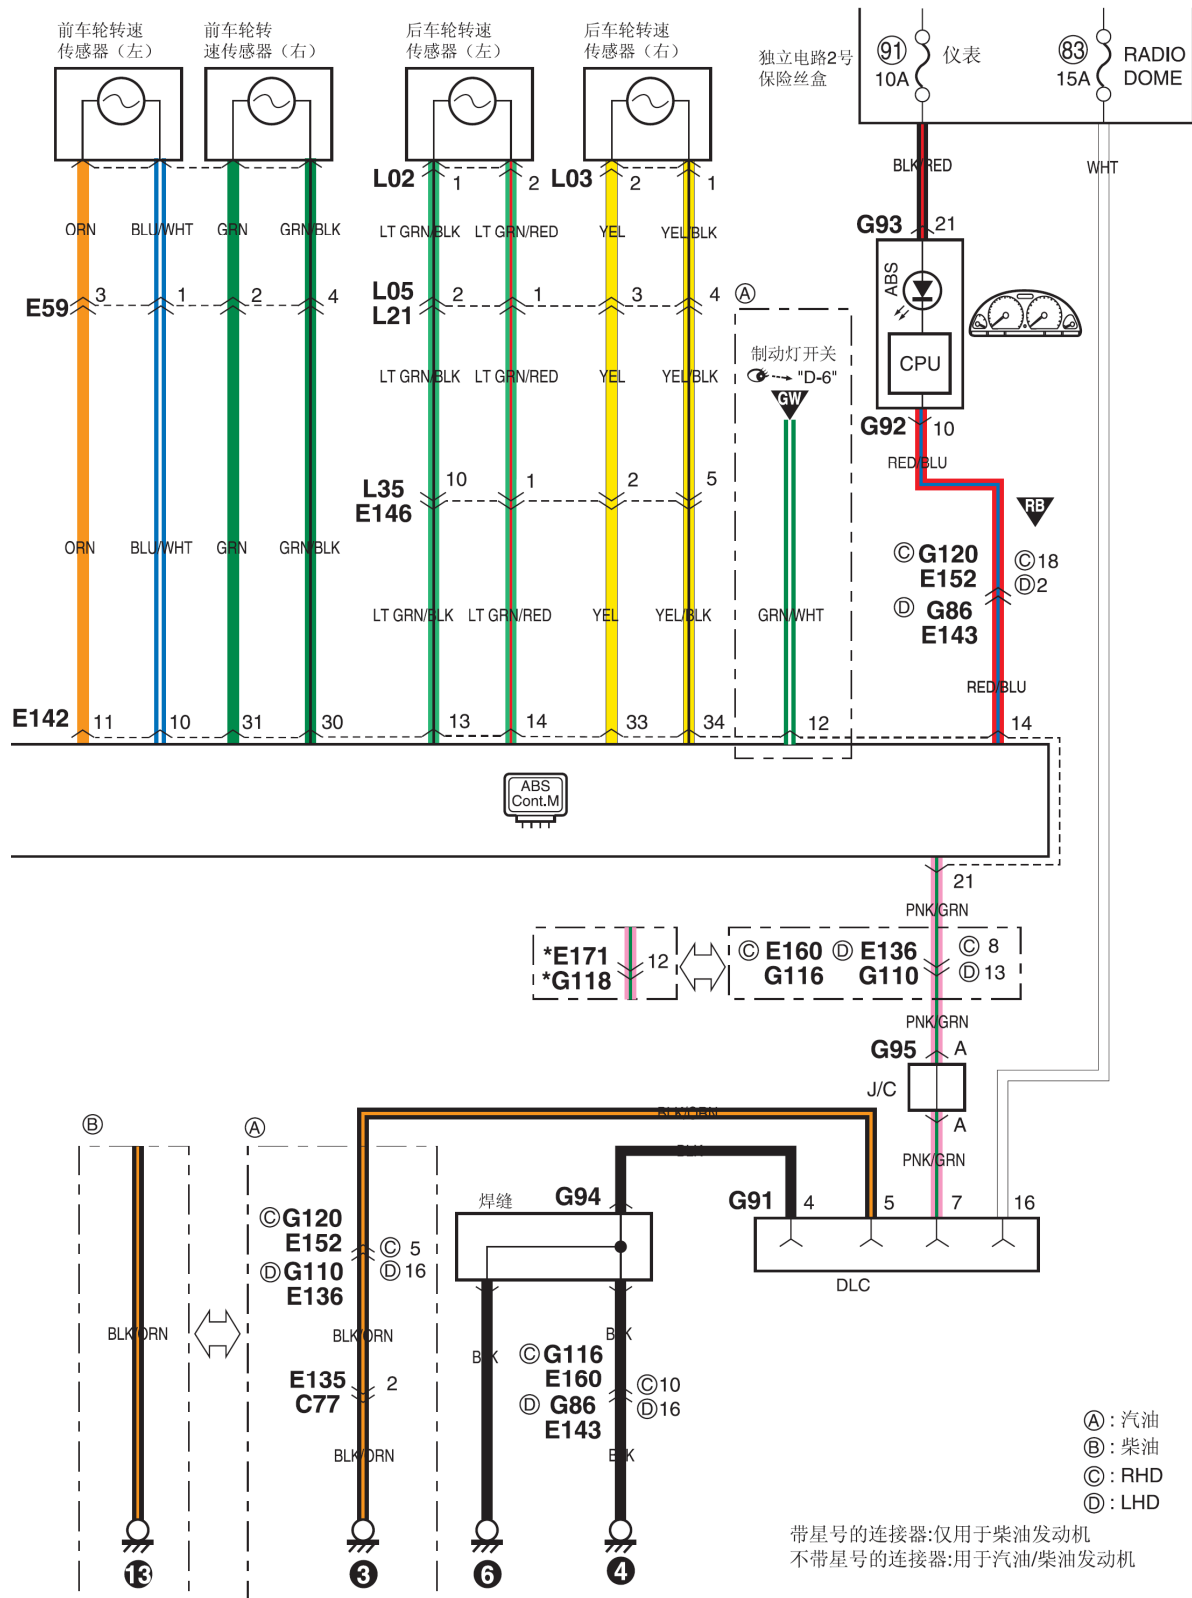 前车轮转速
传感器（左）
前车轮转
速传感器（右）
后车轮转速
传感器（左）
后车轮转速
传感器（右）
独立电路2号
保险丝盒
91
10A
仪表
83
15A
RADIO
DOME
L02
1
2
L03
2
1
BLK/RED
WHT
ORN
BLU/WHT
GRN
GRN/BLK
LT GRN/BLK
LT GRN/RED
YEL
YEL/BLK
G93
21
ABS
CPU
E59
3
1
2
4
L05
L21
2
1
3
4
A
制动灯开关
"D-6"
GW
LT GRN/BLK
LT GRN/RED
YEL
YEL/BLK
G92
10
RED/BLU
RB
L35
E146
10
1
2
5
ORN
BLU/WHT
GRN
GRN/BLK
C G120
E152
D G86
E143
C 18
D 2
LT GRN/BLK
LT GRN/RED
YEL
YEL/BLK
GRN/WHT
RED/BLU
E142
11
10
31
30
13
14
33
34
12
14
ABS
Cont.M
21
PNK/GRN
*E171
*G118
12
C E160
G116
D E136
G110
C 8
D 13
PNK/GRN
G95
A
J/C
A
PNK/GRN
BLK/ORN
BLK
B
A
焊缝
G94
G91
4
5
7
16
DLC
C G120
E152
D G110
E136
C 5
D 16
BLK/ORN
BLK/ORN
E135
C77
2
BLK/ORN
BLK
BLK
C G116
E160
D G86
E143
C 10
D 16
BLK
13
3
6
4
A : 汽油
B : 柴油
C : RHD
D : LHD
带星号的连接器:仅用于柴油发动机
不带星号的连接器:用于汽油/柴油发动机